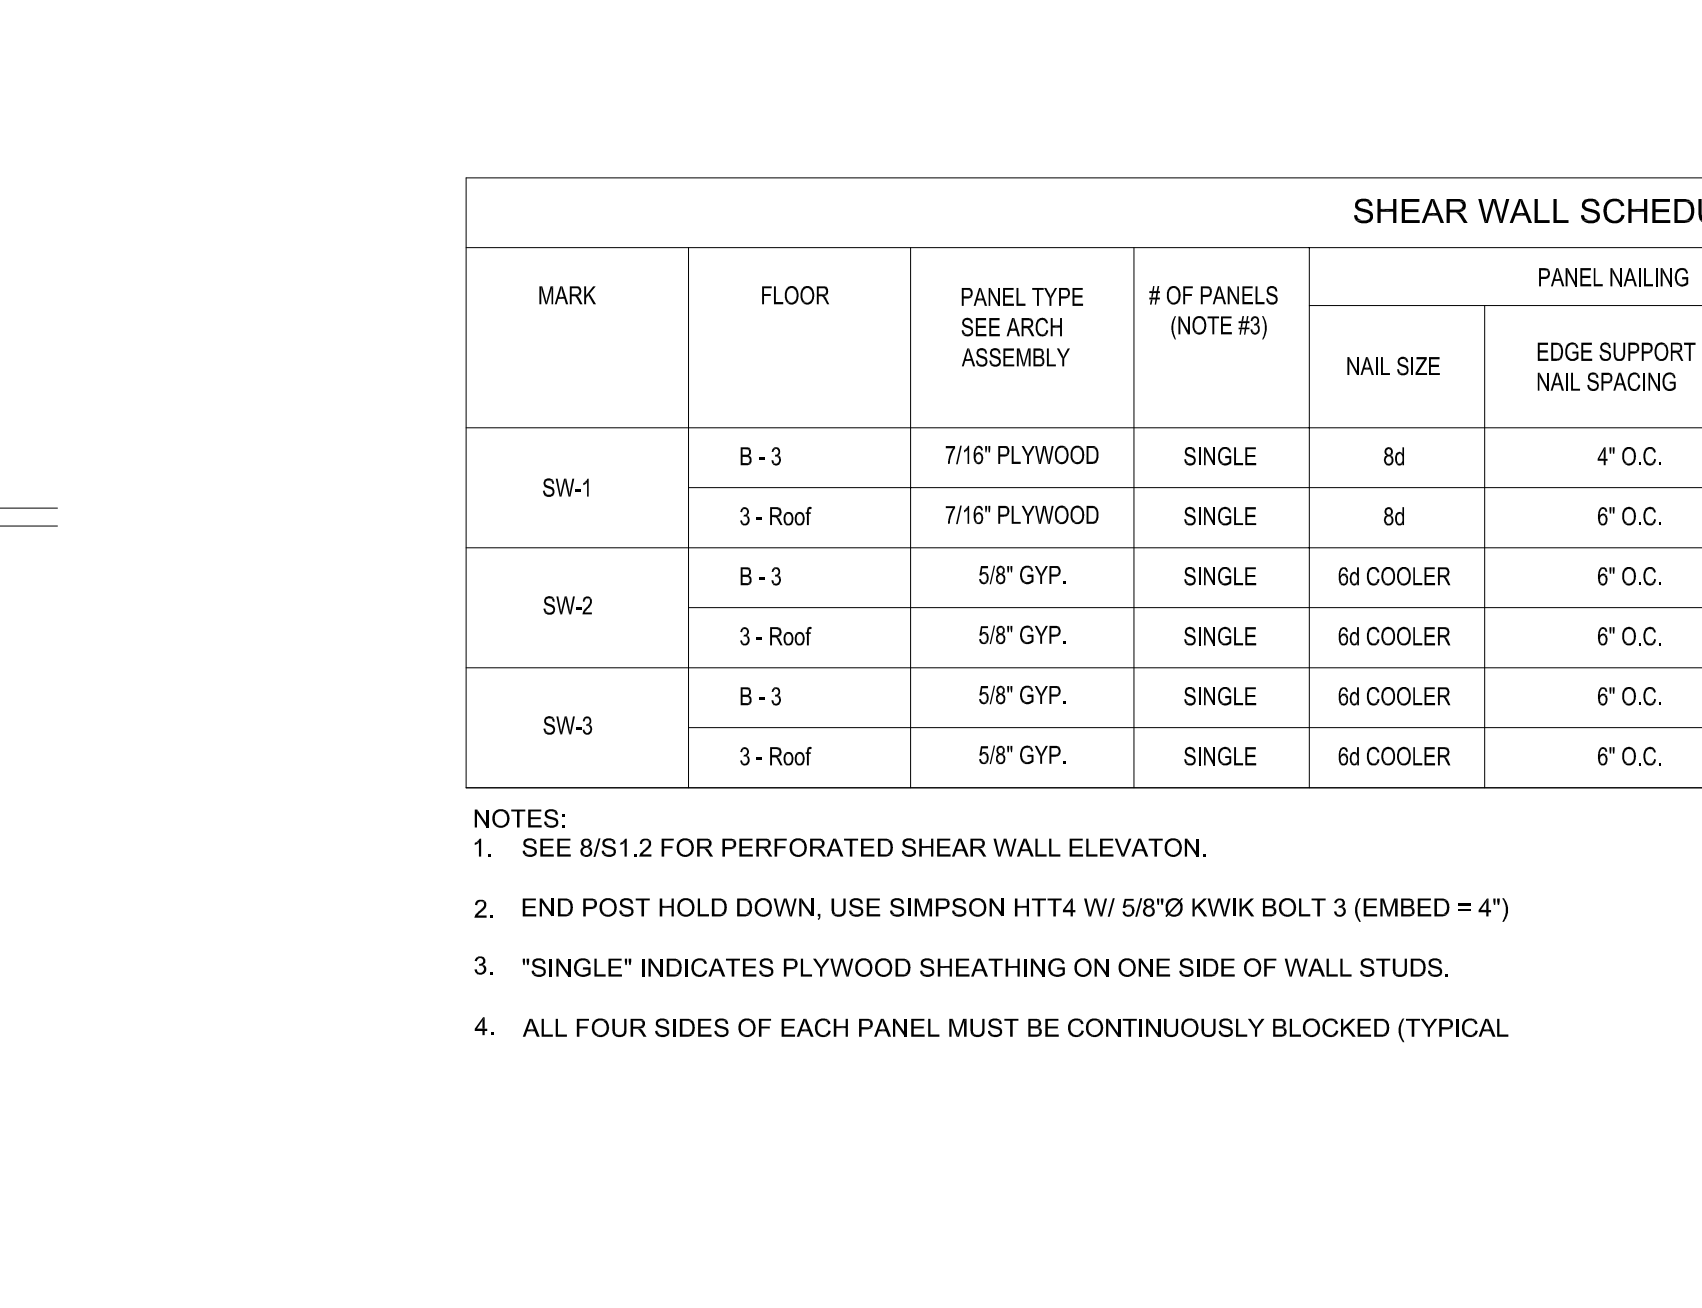 SHEAR WALL SCHEDU
MARK FLOOR PANEL TYPE # OF PANELS PANEL NAILING
SEE ARCH (NOTE #3)
ASSEMBLY NAIL SIZE EDGE SUPPORT
NAIL SPACING
SW-1 B - 3 7/16" PLYWOOD SINGLE 8d 4" O.C.
3 - Roof 7/16" PLYWOOD SINGLE 8d 6" O.C.
SW-2 B - 3 5/8" GYP. SINGLE 6d COOLER 6" O.C.
3 - Roof 5/8" GYP. SINGLE 6d COOLER 6" O.C.
SW-3 B - 3 5/8" GYP. SINGLE 6d COOLER 6" O.C.
3 - Roof 5/8" GYP. SINGLE 6d COOLER 6" O.C.
NOTES:
1. SEE 8/S1.2 FOR PERFORATED SHEAR WALL ELEVATON.
2. END POST HOLD DOWN, USE SIMPSON HTT4 W/ 5/8"Ø KWIK BOLT 3 (EMBED = 4")
3. "SINGLE" INDICATES PLYWOOD SHEATHING ON ONE SIDE OF WALL STUDS.
4. ALL FOUR SIDES OF EACH PANEL MUST BE CONTINUOUSLY BLOCKED (TYPICAL